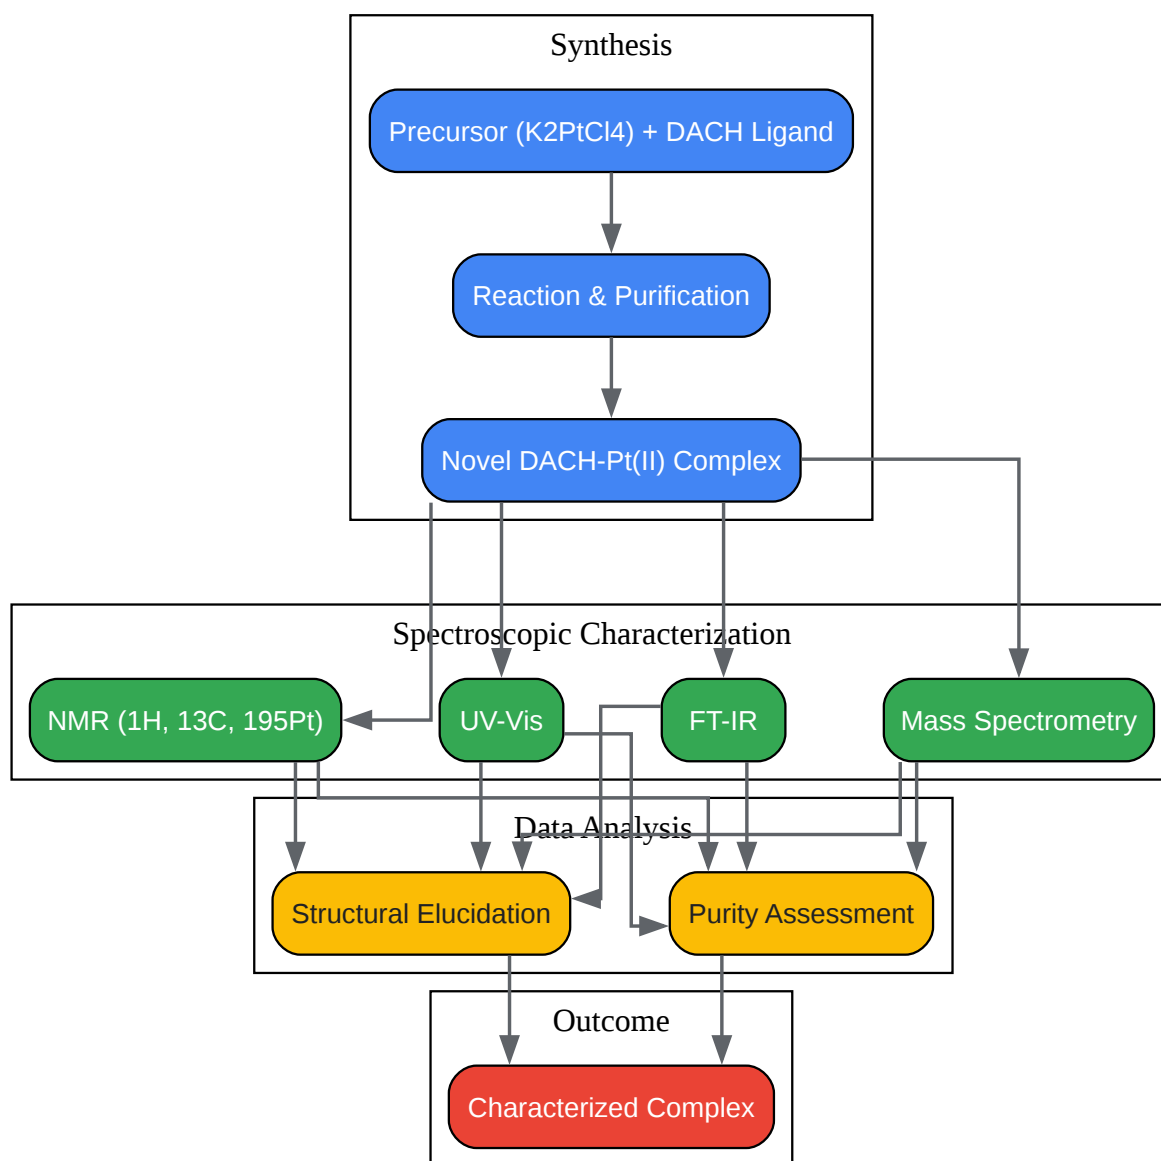 Synthesis
Precursor (K2PtCl4) + DACH Ligand
Reaction & Purification
Novel DACH-Pt(II) Complex
Spectroscopic Characterization
NMR (1H, 13C, 195Pt)
UV-Vis
FT-IR
Mass Spectrometry
Data Analysis
Structural Elucidation
Purity Assessment
Outcome
Characterized Complex